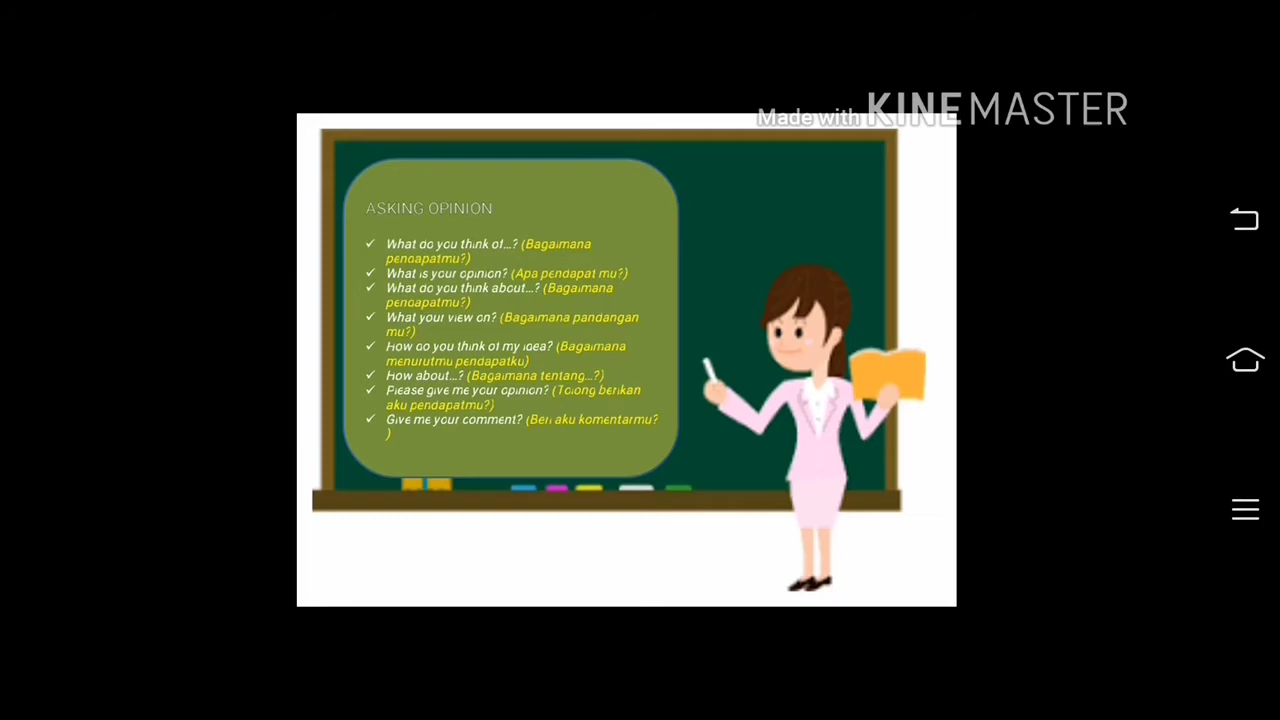 Made with KINEMASTER
ASKING OPINION
✓ What do you think of...? (Bagaimana
pendapatmu?)
✓ What is your opinion? (Apa pendapat mu?)
✓ What do you think about...? (Bagaimana
pendapatmu?)
✓ What your view on? (Bagaimana pandangan
mu?)
✓ How do you think of my idea? (Bagaimana
menurutmu pendapatku)
✓ How about...? (Bagaimana tentang...?)
✓ Please give me your opinion? (Tolong berikan
aku pendapatmu?)
✓ Give me your comment? (Beri aku komentarmu?
)